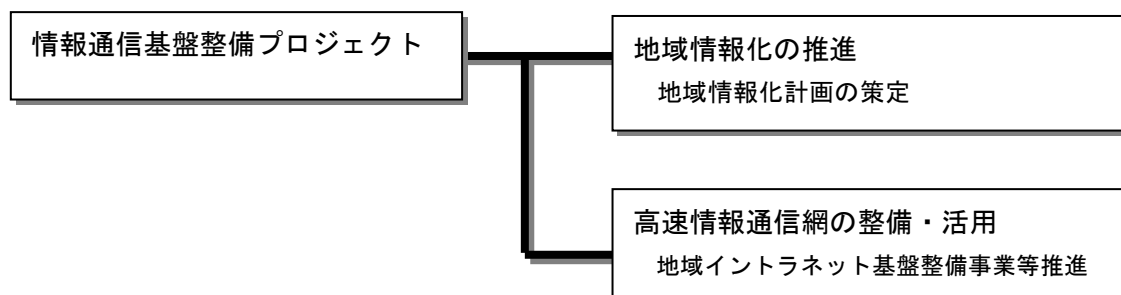 情報通信基盤整備プロジェクト
地域情報化の推進
地域情報化計画の策定
高速情報通信網の整備・活用
地域イントラネット基盤整備事業等推進